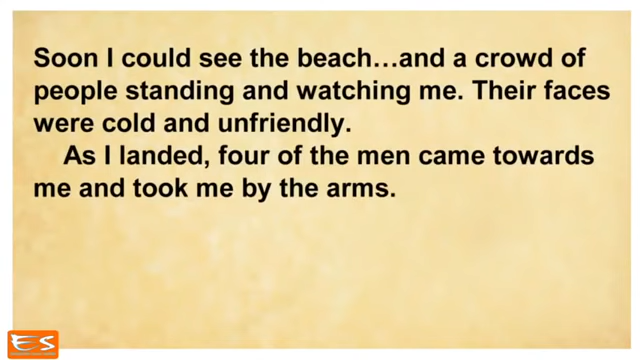 Soon I could see the beach…and a crowd of
people standing and watching me. Their faces
were cold and unfriendly.
As I landed, four of the men came towards
me and took me by the arms.
ES